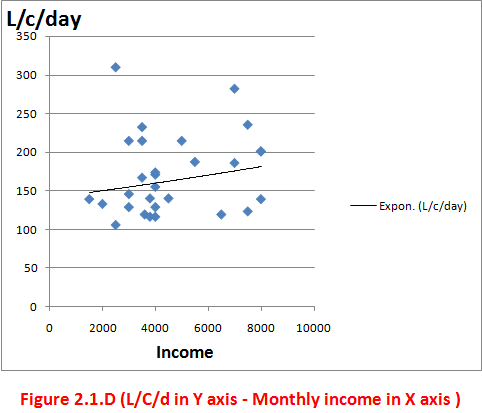 L/c/day
350
300
250
200
150
100
50
0
0 2000 4000 6000 8000 10000
Income
Expon. (L/c/day)
Figure 2.1.D (L/C/d in Y axis - Monthly income in X axis )